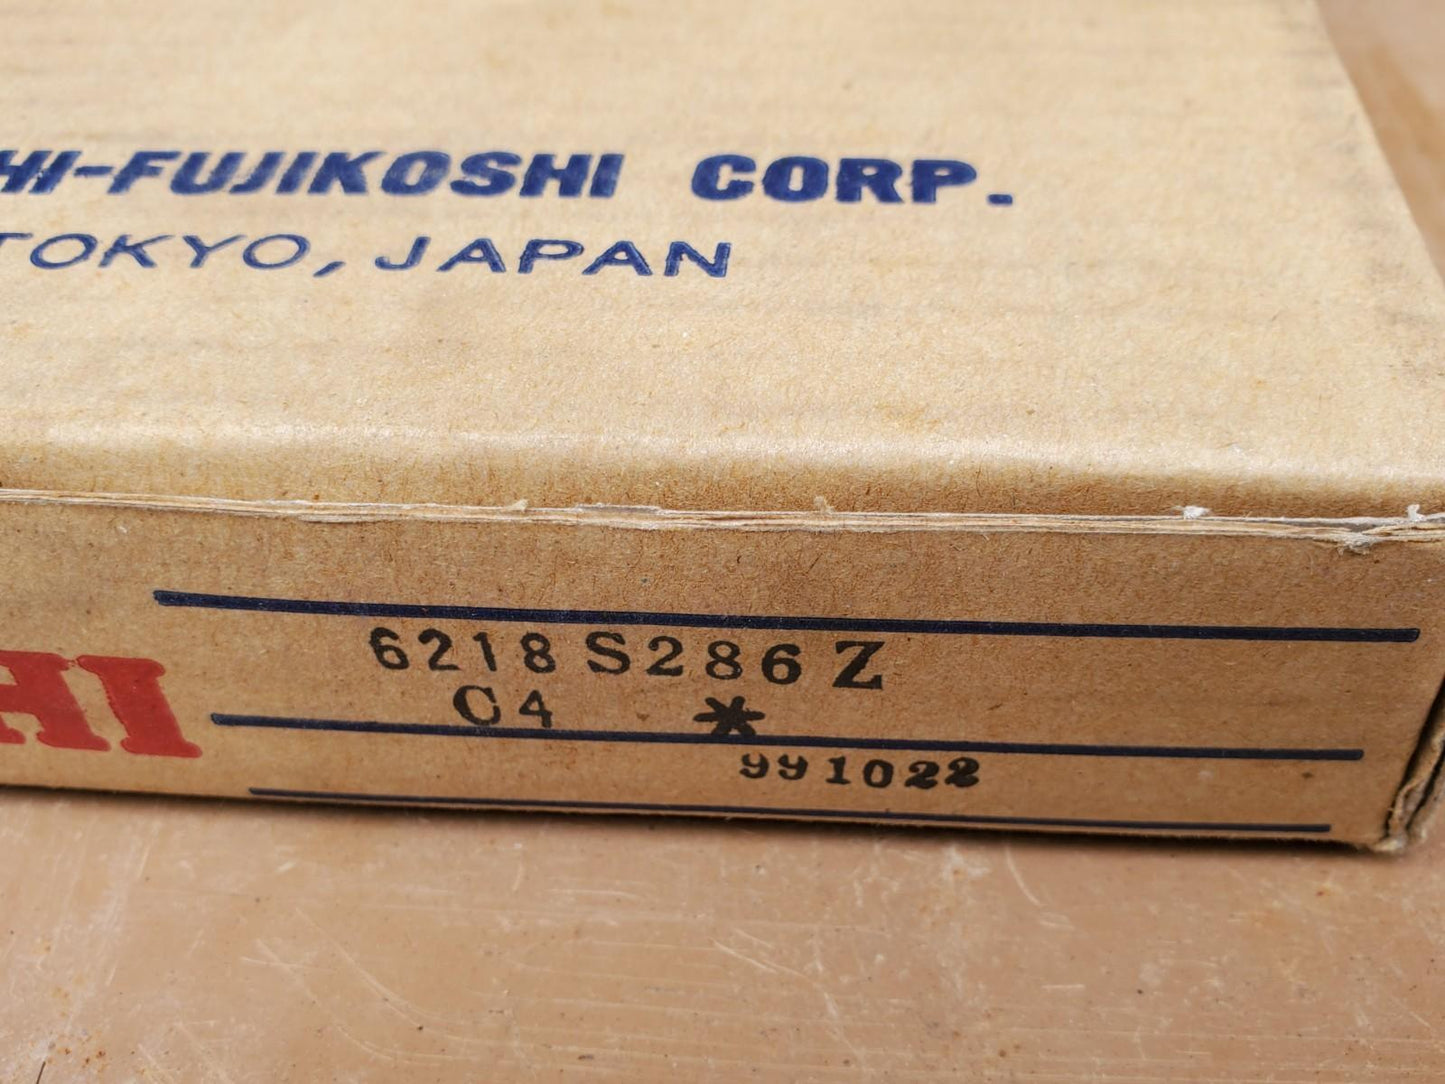 HI-FUJIKOSHI CORP.
TOKYO, JAPAN
HI
6218 S286 Z
C4 *
991022